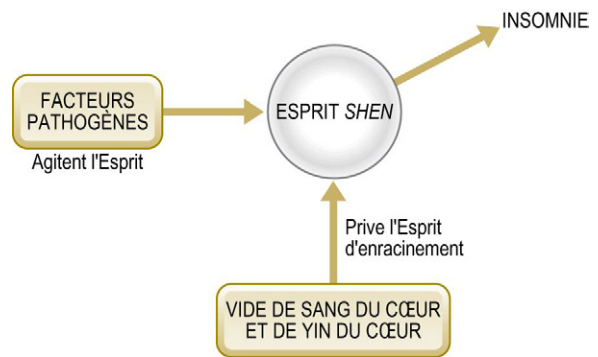 INSOMNIE
FACTEURS
PATHOGÈNES
ESPRIT SHEN
Agitent l'Esprit
Prive l'Esprit
d'enracinement
VIDE DE SANG DU CŒUR
ET DE YIN DU CŒUR